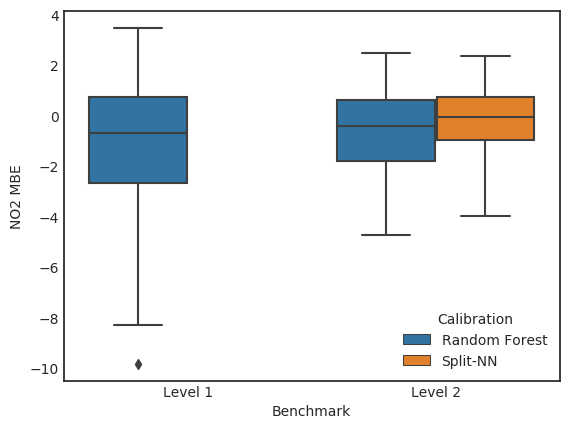 4
2
0
−2
−4
−6
−8
−10
NO2 MBE
Level 1
Level 2
Benchmark
Calibration
Random Forest
Split-NN